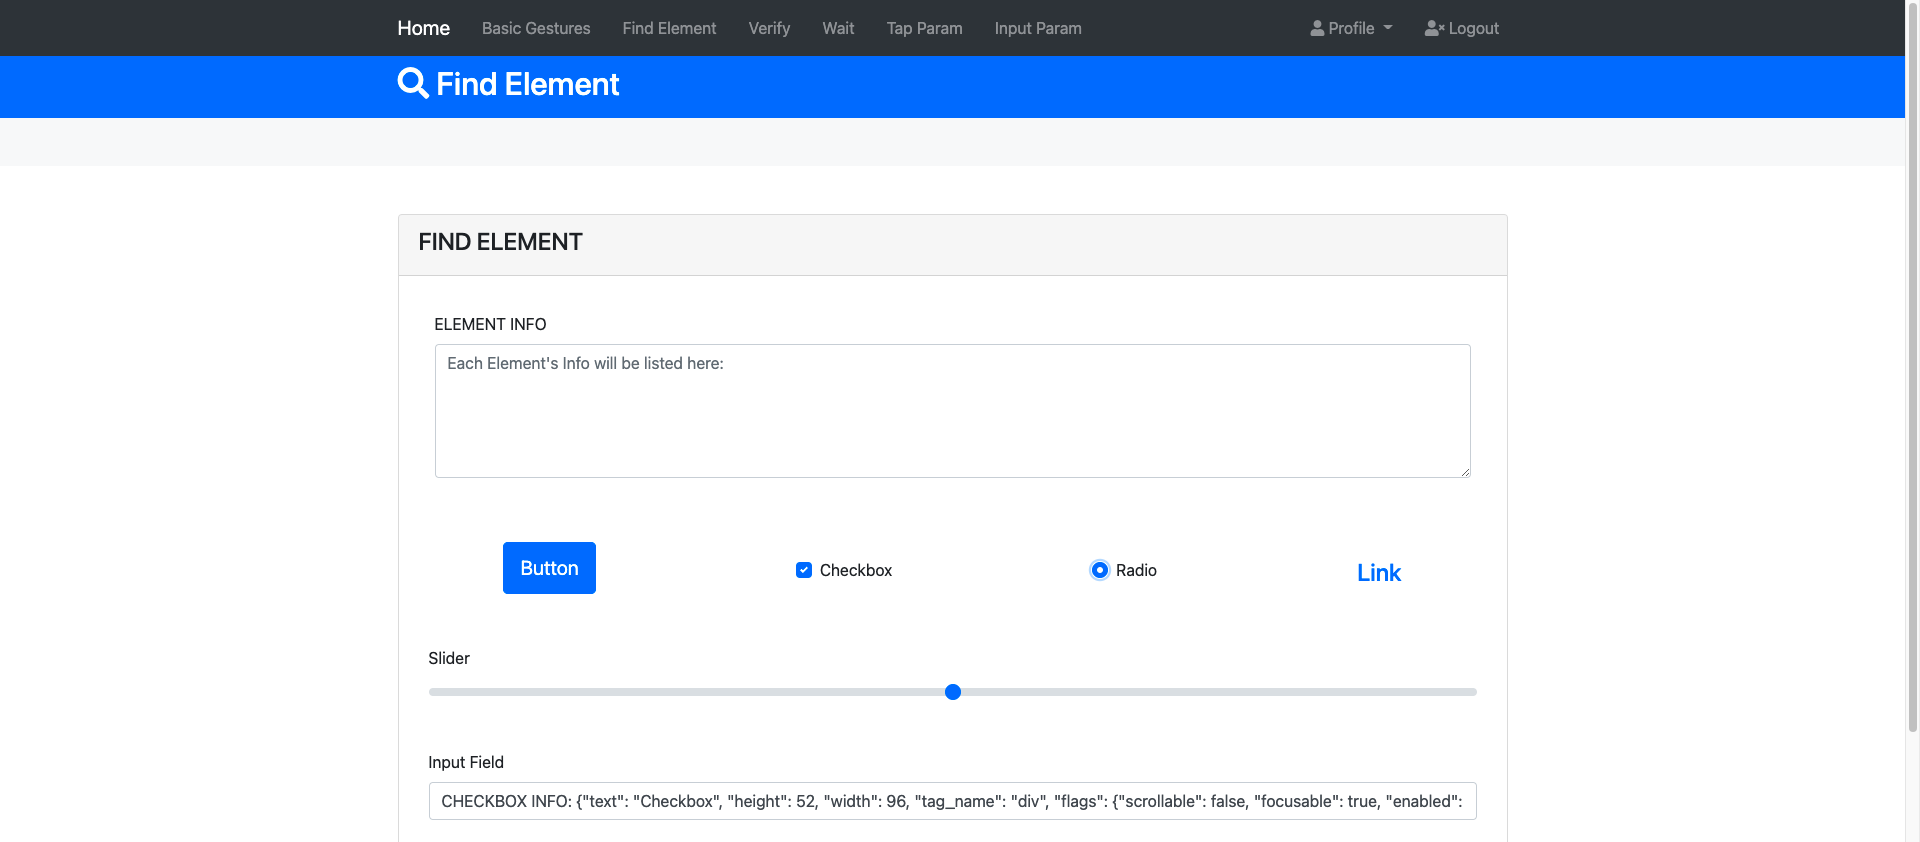 Home Basic Gestures Find Element Verify Wait Tap Param Input Param Profile Logout
Find Element
FIND ELEMENT
ELEMENT INFO
Each Element's Info will be listed here:
Button Checkbox Radio Link
Slider
Input Field
CHECKBOX INFO: {"text": "Checkbox", "height": 52, "width": 96, "tag_name": "div", "flags": {"scrollable": false, "focusable": true, "enabled":